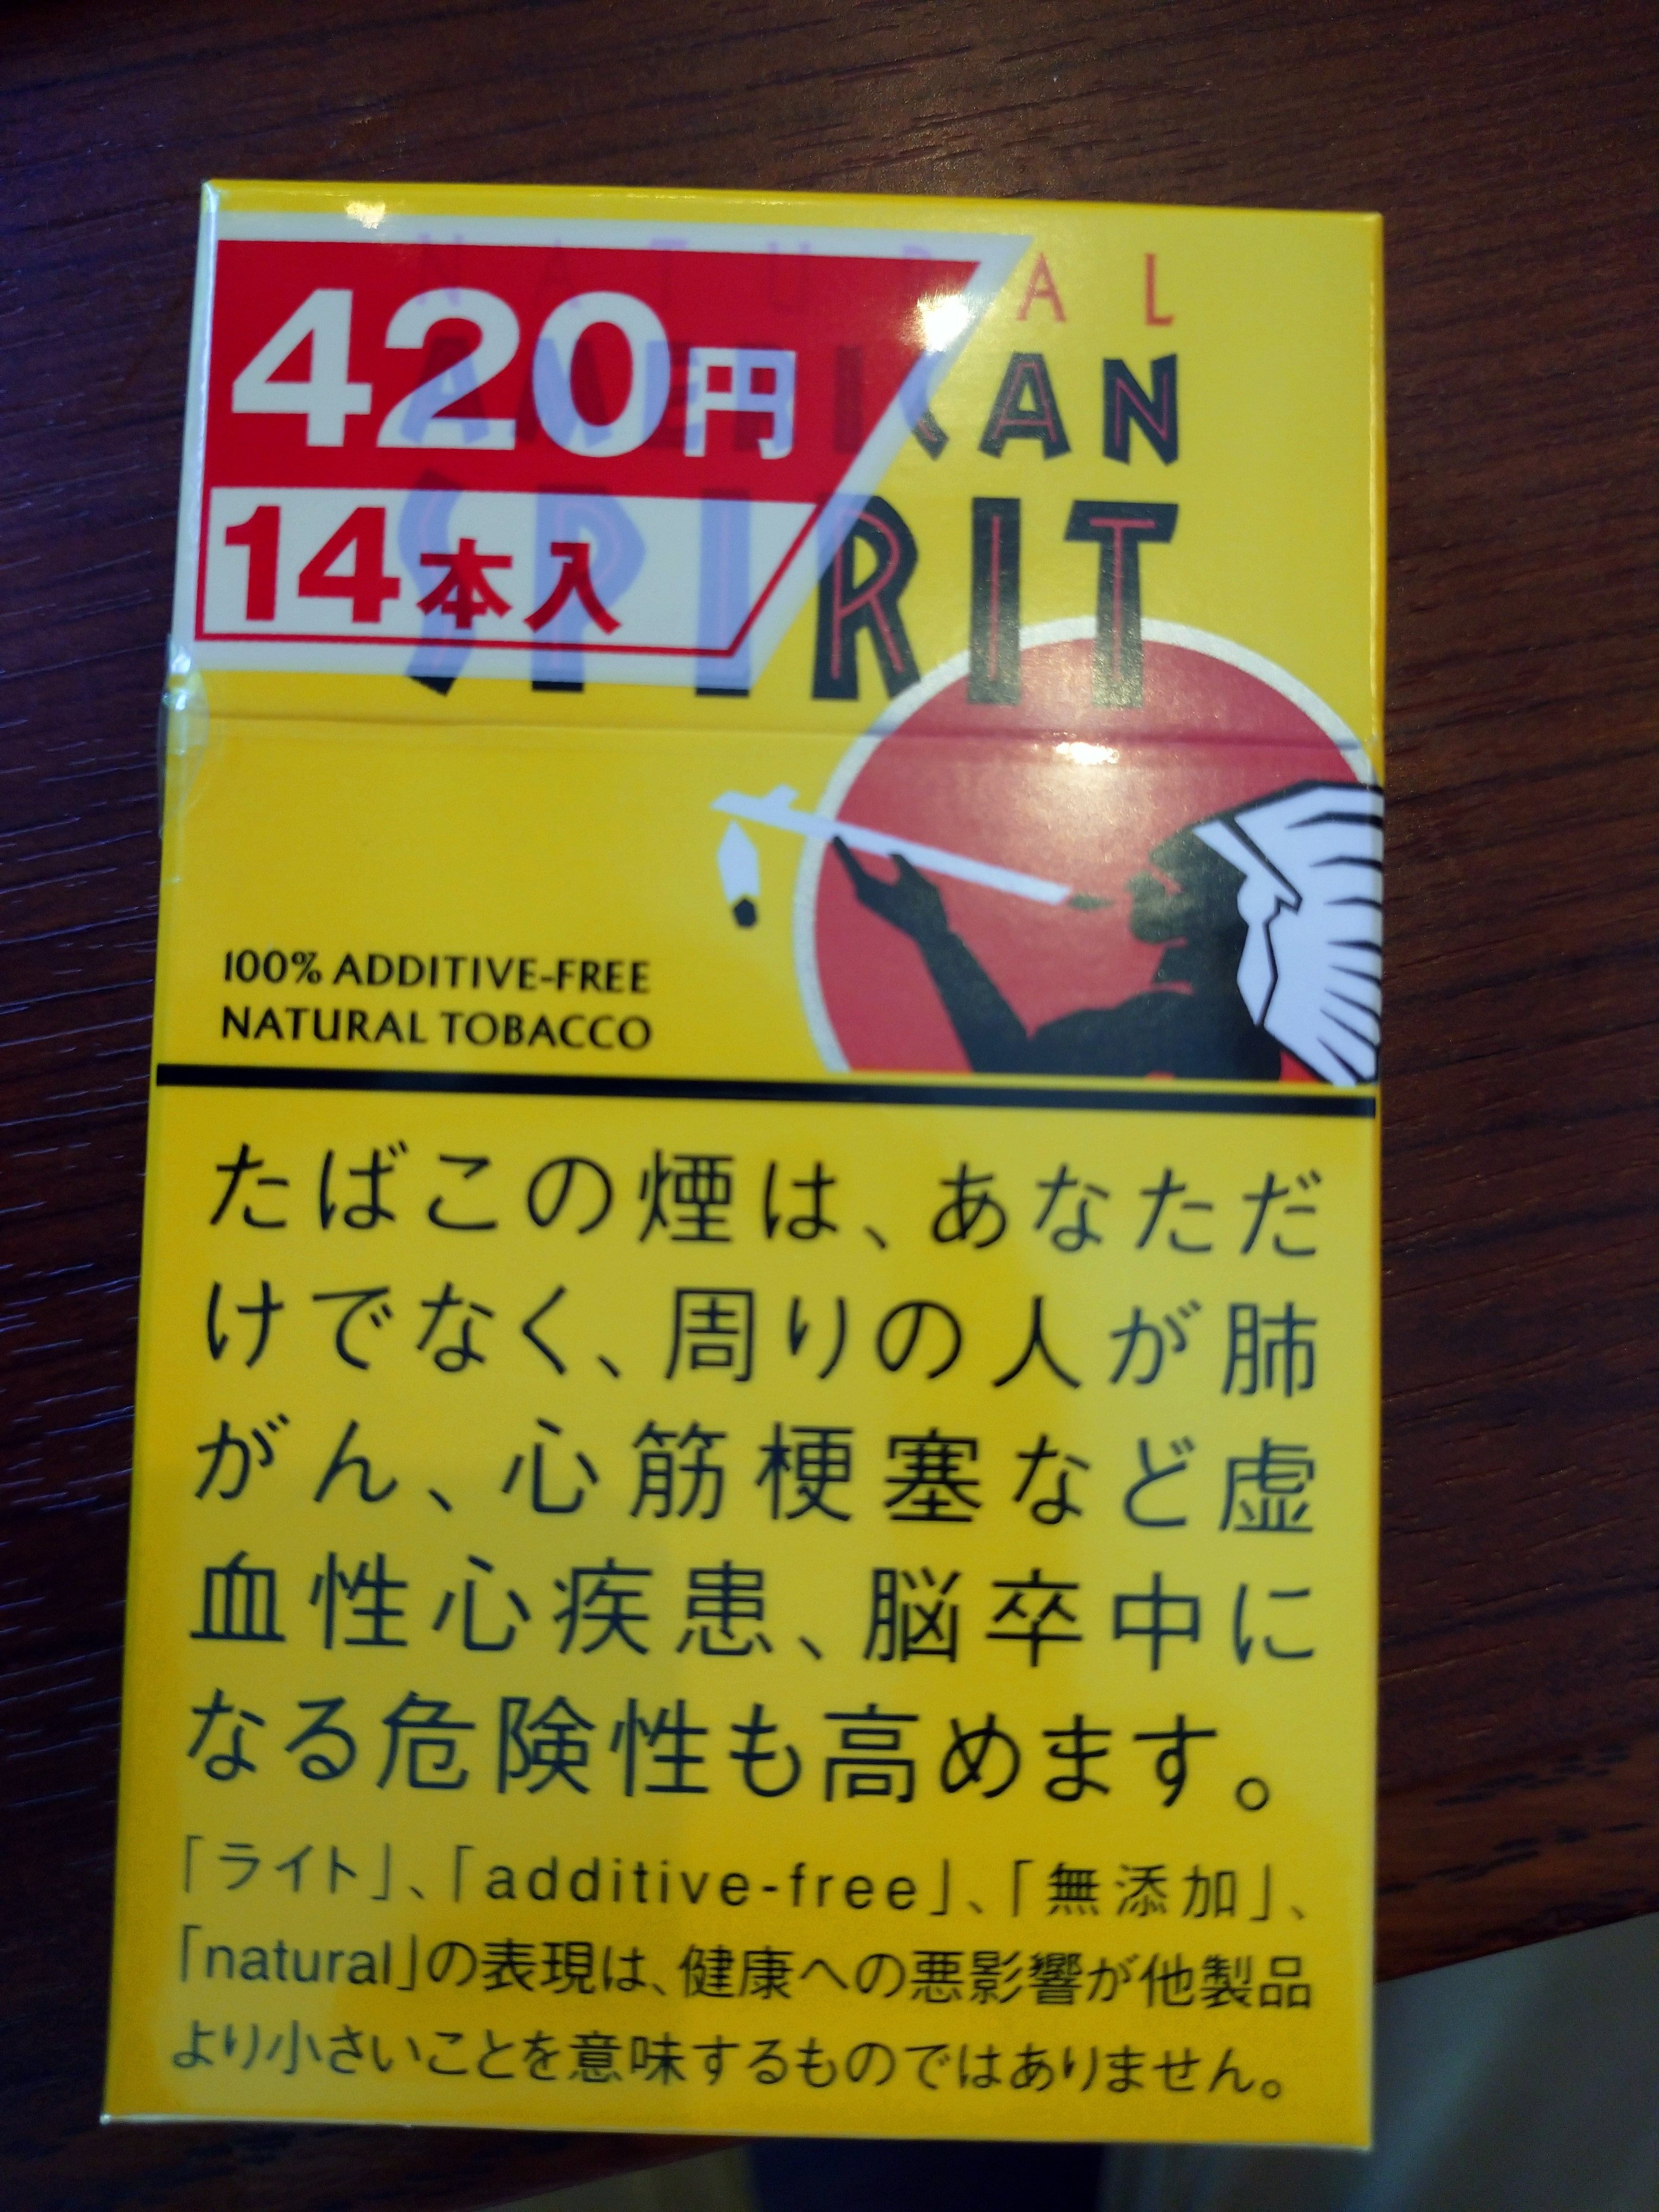 NATURAL
AMERICAN
SPIRIT
420円
14本入
100% ADDITIVE-FREE
NATURAL TOBACCO
たばこの煙は、あなただ
けでなく、周りの人が肺
がん、心筋梗塞など虚
血性心疾患、脳卒中に
なる危険性も高めます。
「ライト」、「additive-free」、「無添加」、
「natural」の表現は、健康への悪影響が他製品
より小さいことを意味するものではありません。